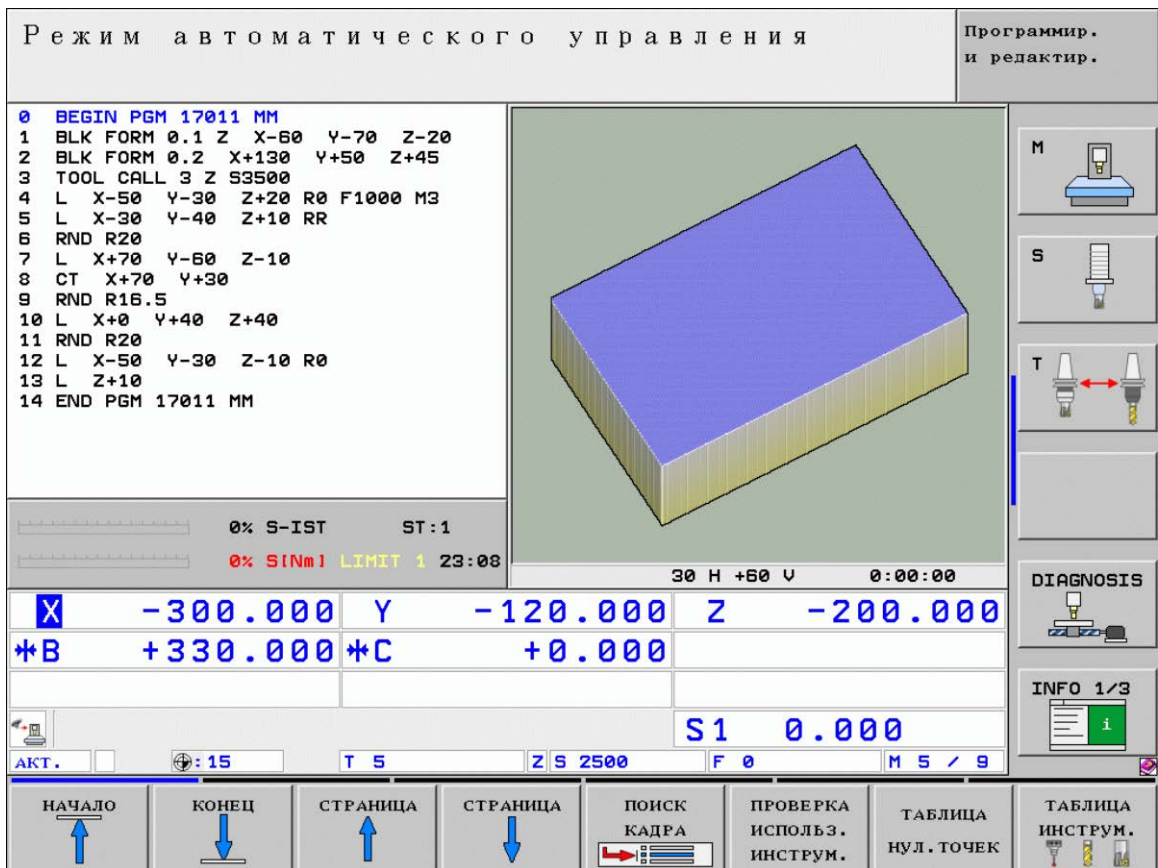 Режим автоматического управления
Программир.
и редактир.
0 BEGIN PGM 17011 MM
1 BLK FORM 0.1 Z X-60 Y-70 Z-20
2 BLK FORM 0.2 X+130 Y+50 Z+45
3 TOOL CALL 3 Z S3500
4 L X-50 Y-30 Z+20 R0 F1000 M3
5 L X-30 Y-40 Z+10 RR
6 RND R20
7 L X+70 Y-60 Z-10
8 CT X+70 Y+30
9 RND R16.5
10 L X+0 Y+40 Z+40
11 RND R20
12 L X-50 Y-30 Z-10 R0
13 L Z+10
14 END PGM 17011 MM
0% S-IST ST:1
0% S[Nm] LIMIT 1 23:08
30 H +60 V 0:00:00
M
S
T
DIAGNOSIS
INFO 1/3
i
X -300.000 Y -120.000 Z -200.000
B +330.000 C +0.000
S1 0.000
АКТ. :15 T 5 Z S 2500 F 0 M 5 / 9
НАЧАЛО
КОНЕЦ
СТРАНИЦА
СТРАНИЦА
ПОИСК
КАДРА
ПРОВЕРКА
ИСПОЛЬЗ.
ИНСТРУМ.
ТАБЛИЦА
НУЛ.ТОЧЕК
ТАБЛИЦА
ИНСТРУМ.